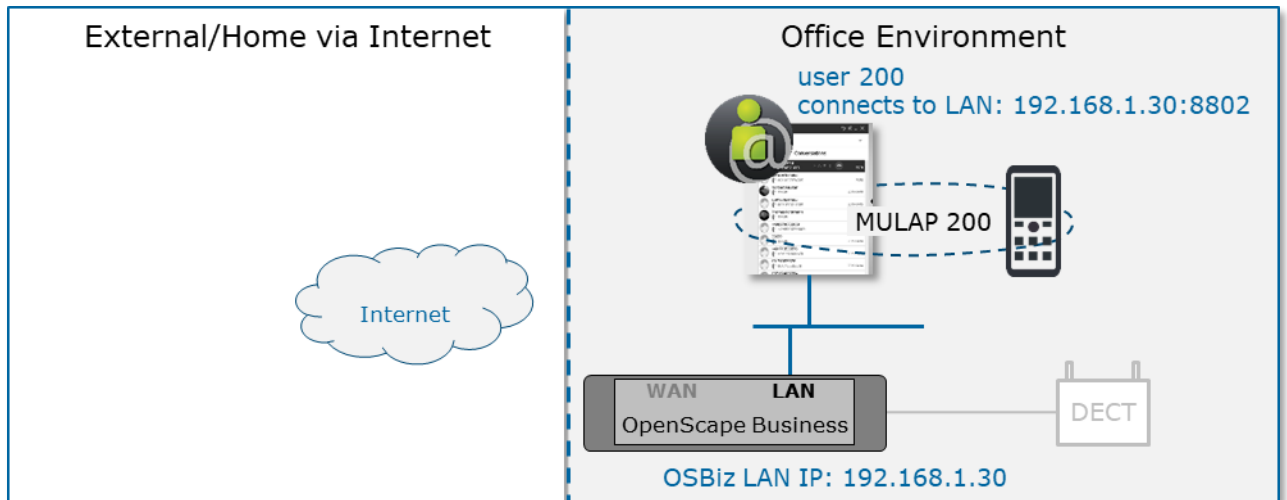 External/Home via Internet
Office Environment
user 200
connects to LAN: 192.168.1.30:8802
@
MULAP 200
Internet
WAN LAN
OpenScape Business
DECT
OSBiz LAN IP: 192.168.1.30